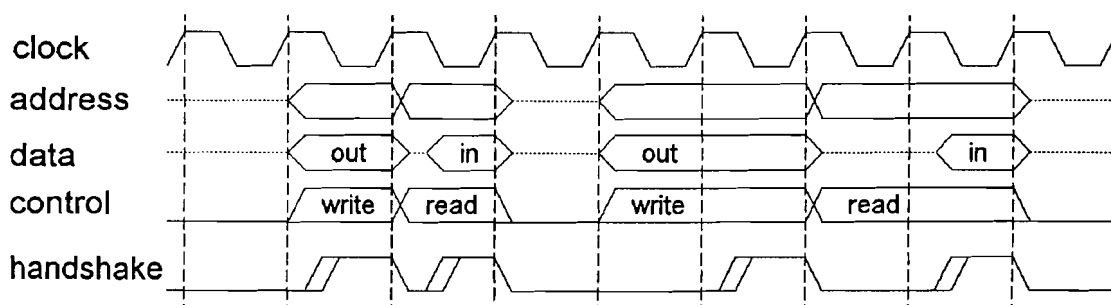 clock
address
data out in out in
control write read write read
handshake